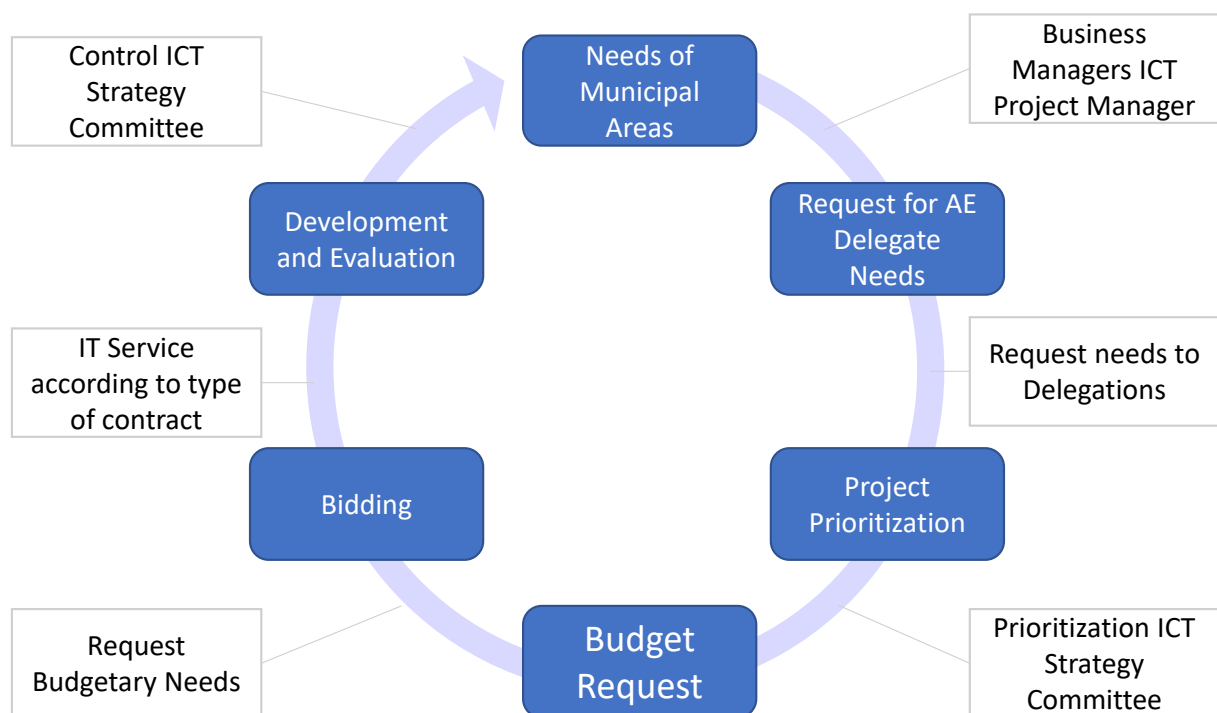 Control ICT
Strategy
Committee
Needs of
Municipal
Areas
Business
Managers ICT
Project Manager
Development
and Evaluation
Request for AE
Delegate
Needs
IT Service
according to type
of contract
Request needs to
Delegations
Bidding
Project
Prioritization
Request
Budgetary Needs
Budget
Request
Prioritization ICT
Strategy
Committee